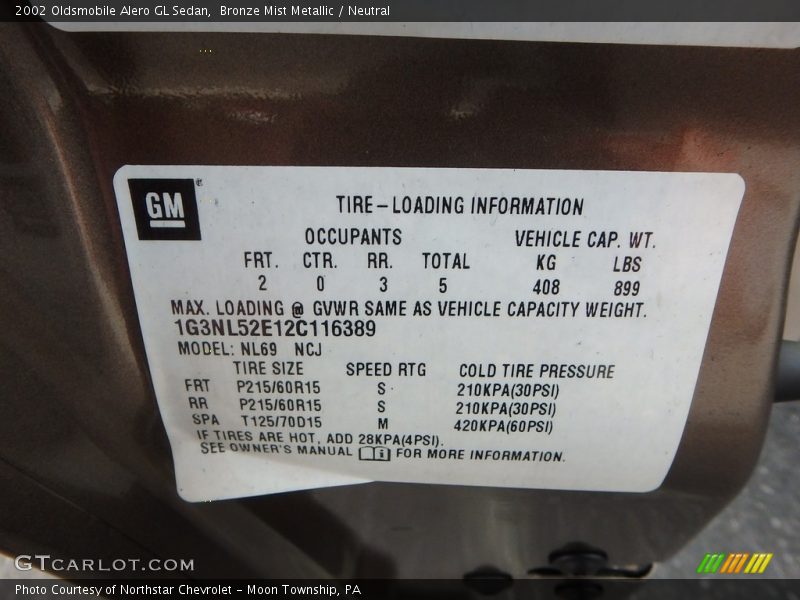 2002 Oldsmobile Alero GL Sedan, Bronze Mist Metallic / Neutral
GM
TIRE-LOADING INFORMATION
OCCUPANTS VEHICLE CAP. WT.
FRT. CTR. RR. TOTAL KG LBS
2 0 3 5 408 899
MAX. LOADING @ GVWR SAME AS VEHICLE CAPACITY WEIGHT.
1G3NL52E12C116389
MODEL: NL69 NCJ
TIRE SIZE SPEED RTG COLD TIRE PRESSURE
FRT P215/60R15 S 210KPA(30PSI)
RR P215/60R15 S 210KPA(30PSI)
SPA T125/70D15 M 420KPA(60PSI)
IF TIRES ARE HOT, ADD 28KPA(4PSI).
SEE OWNER'S MANUAL FOR MORE INFORMATION.
GTCARLOT.COM
Photo Courtesy of Northstar Chevrolet - Moon Township, PA